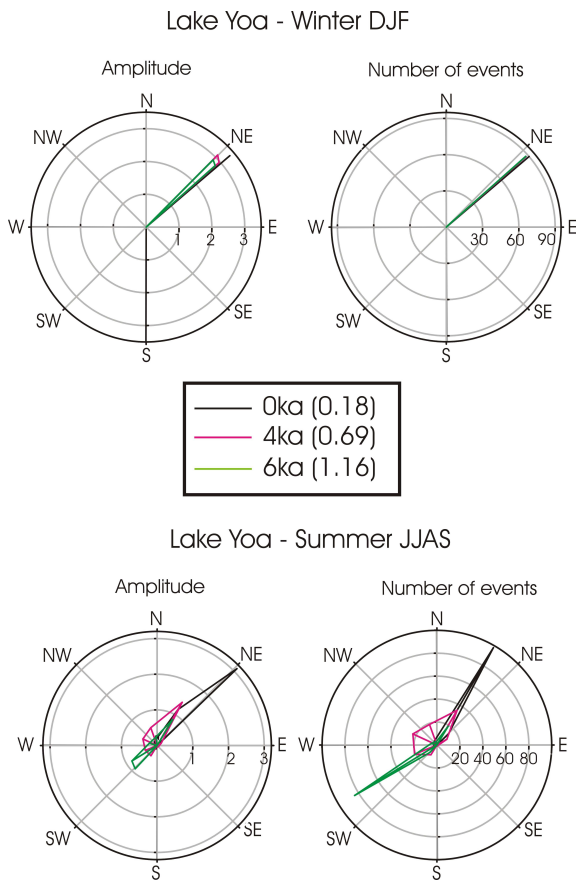 Lake Yoa - Winter DJF
Amplitude
Number of events
N
NW
NE
W
1
2
3
E
SW
SE
S
N
NW
NE
W
30
60
90
E
SW
SE
S
0ka (0.18)
4ka (0.69)
6ka (1.16)
Lake Yoa - Summer JJAS
Amplitude
Number of events
N
NW
NE
W
1
2
3
E
SW
SE
S
N
NW
NE
W
20
40
60
80
E
SW
SE
S